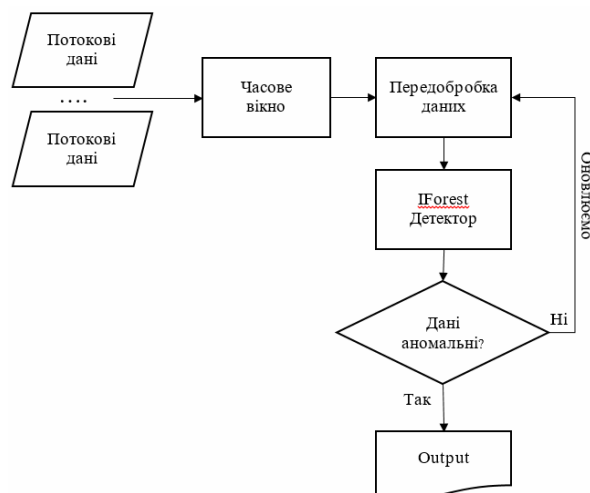 Потокові
дані
....
Потокові
дані
Часове
вікно
Передобробка
даних
IForest
Детектор
Дані
аномальні?
Ні
Оновлюємо
Так
Output